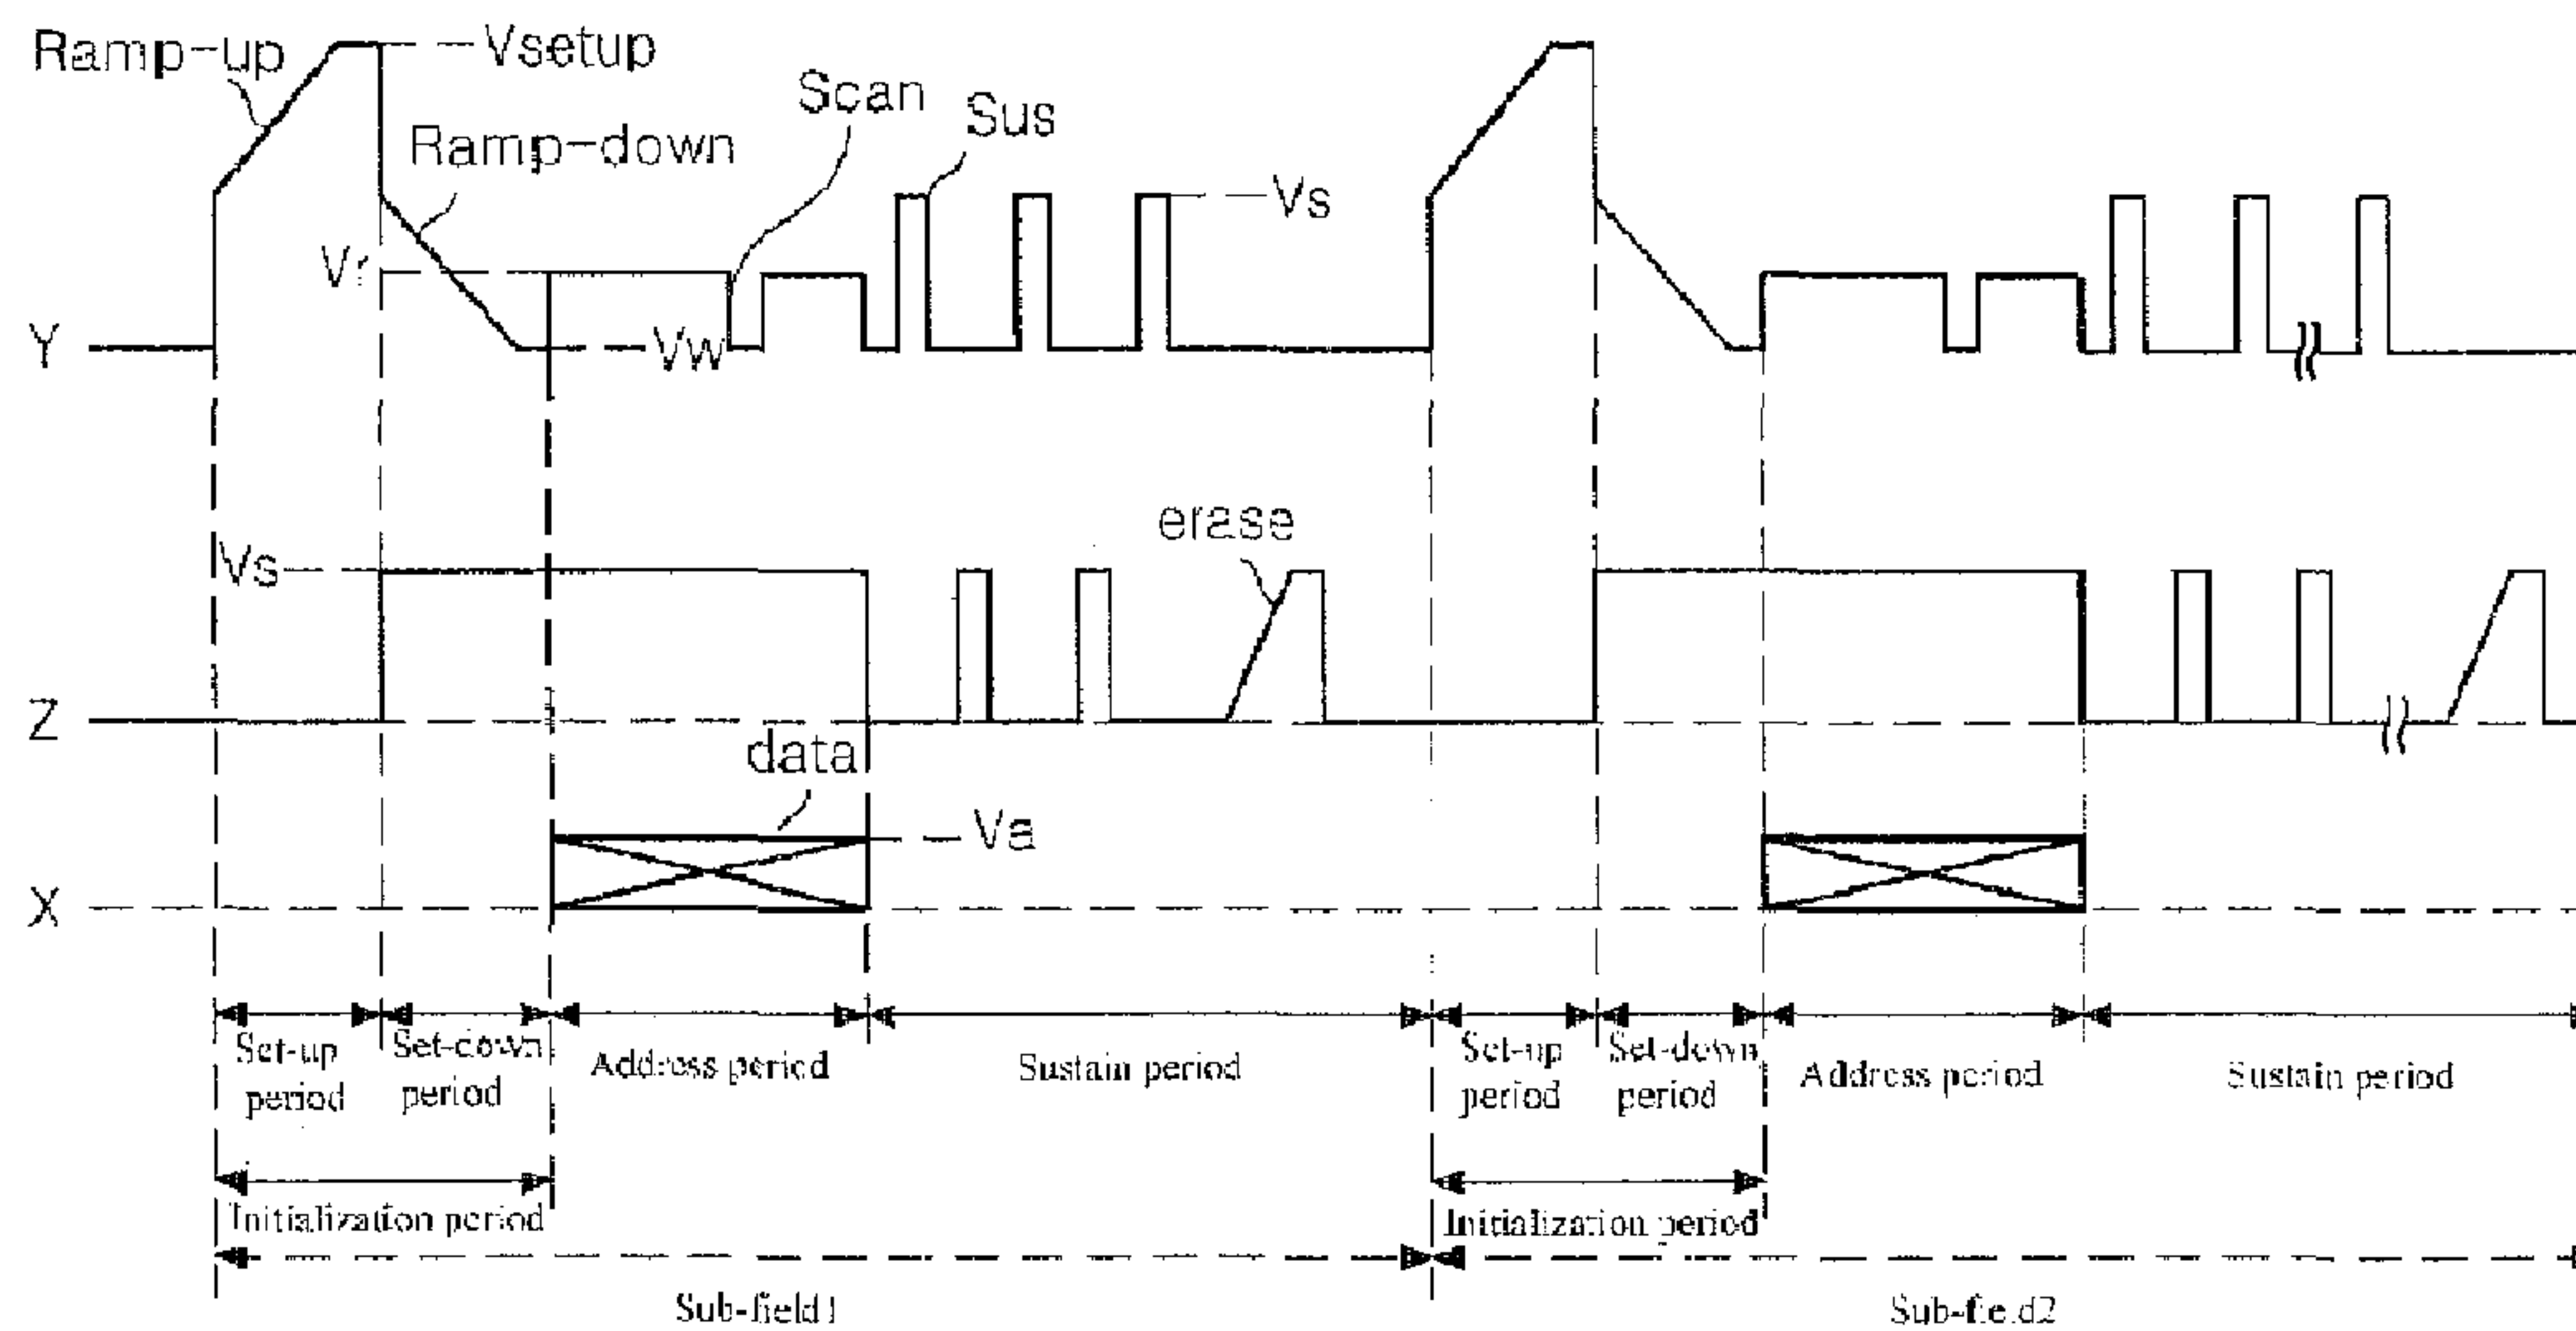 Ramp-up
Vsetup
Scan
Sus
Ramp-down
Vs
Vr
Y
Vw
erase
Vs
Z
data
Va
X
Set-up period
Set-down period
Address period
Sustain period
Set-up period
Set-down period
Address period
Sustain period
Initialization period
Initialization period
Sub-field1
Sub-field2